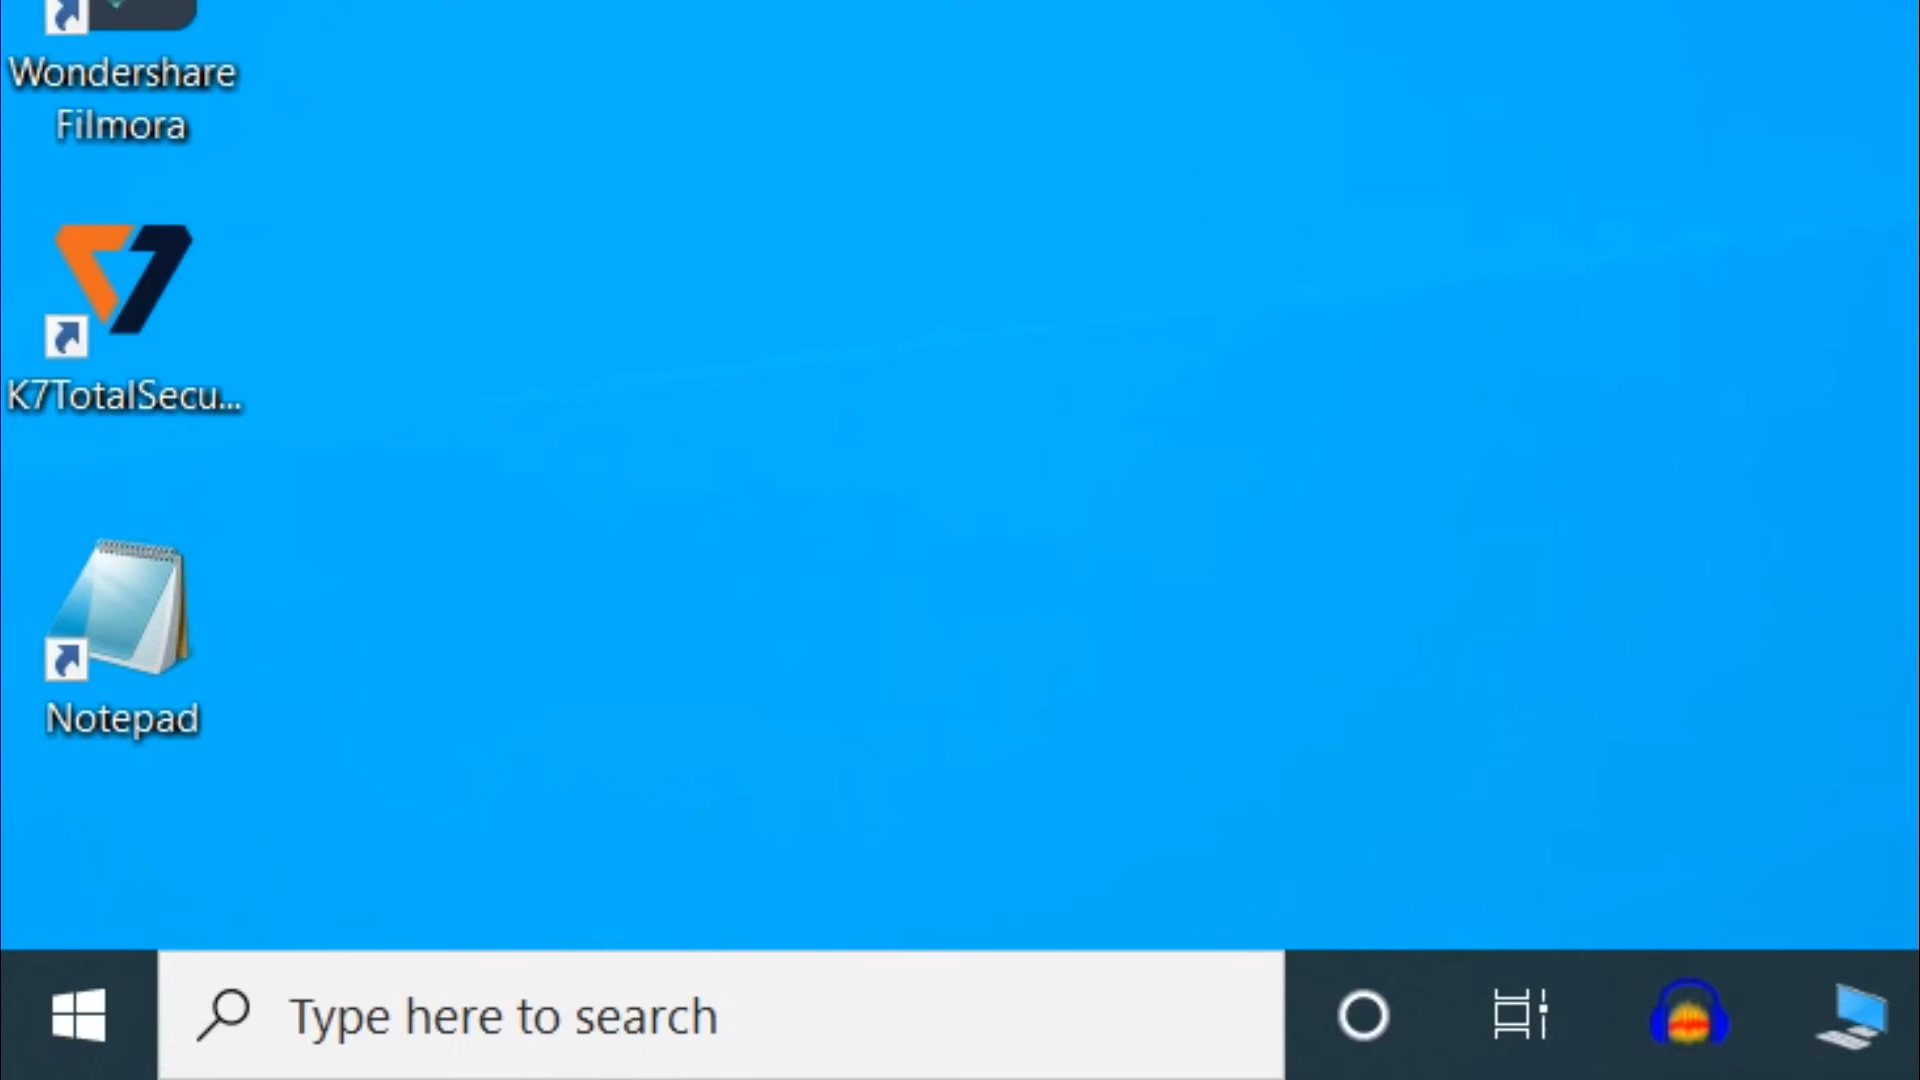 Wondershare
Filmora
K7TotalSecu...
Notepad
Type here to search